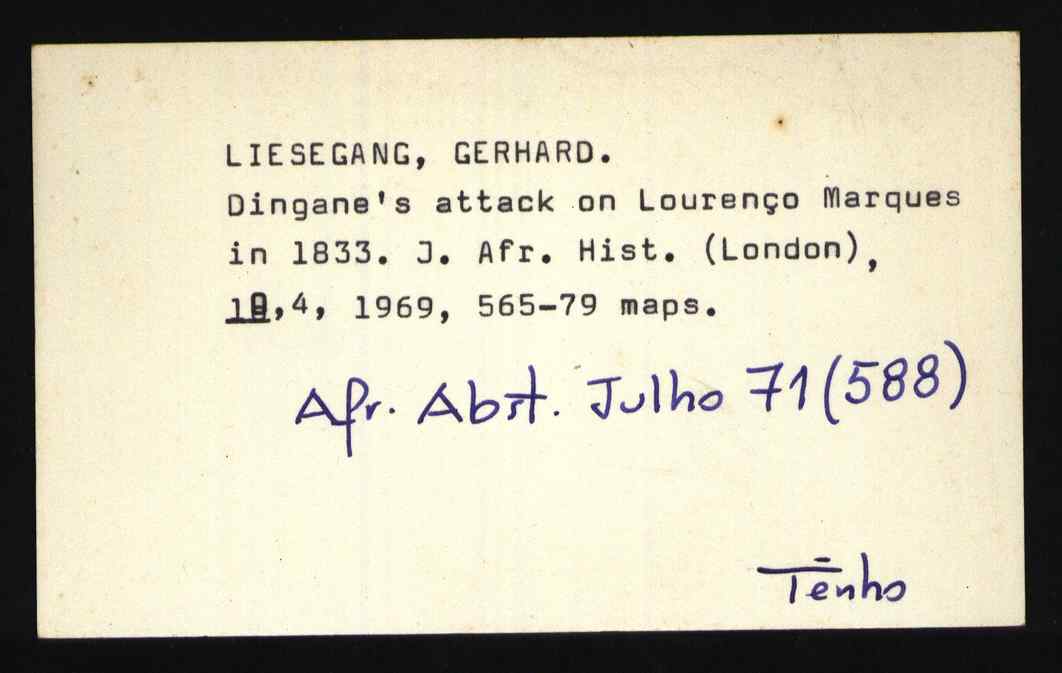 LIESEGANG, GERHARD.
Dingane's attack on Lourenço Marques
in 1833. J. Afr. Hist. (London),
10,4, 1969, 565-79 maps.
Afr. Abst. Julho 71 (588)
Tenho